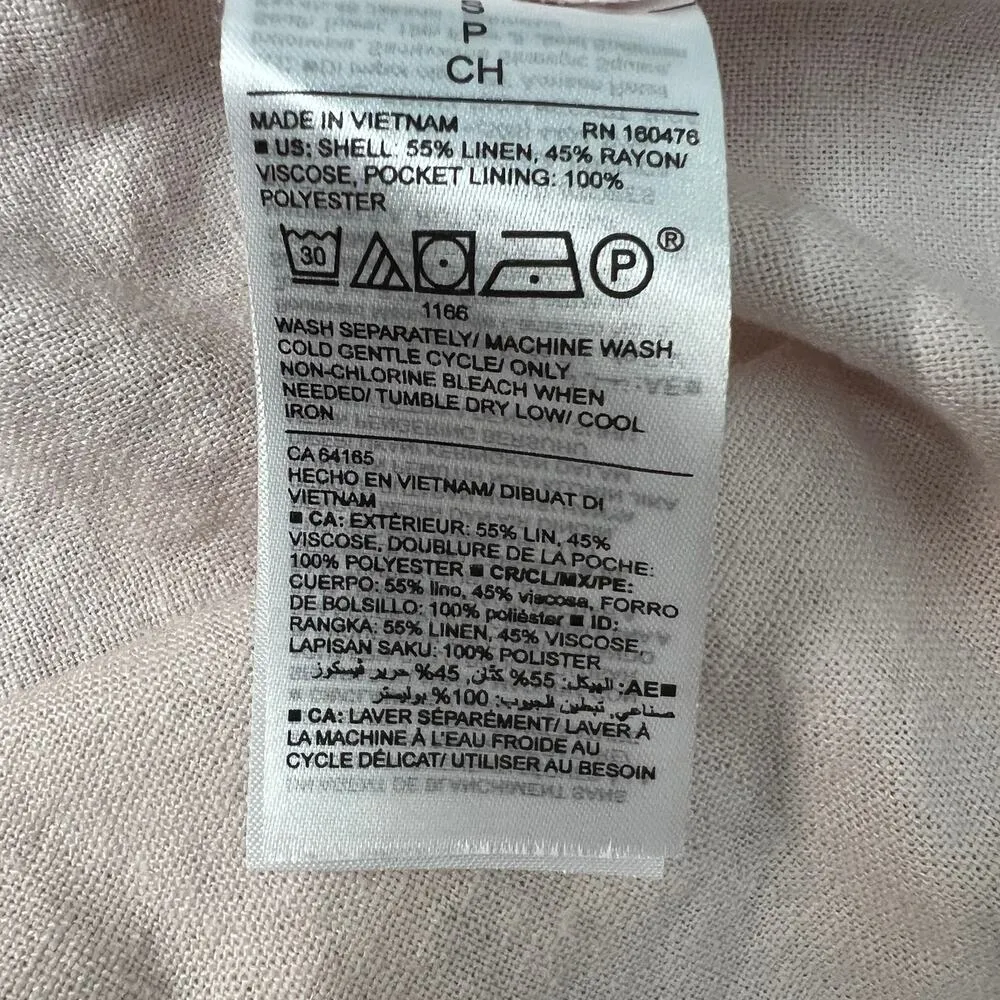 S
P
CH
MADE IN VIETNAM RN 160476
■ US: SHELL: 55% LINEN, 45% RAYON/
VISCOSE, POCKET LINING: 100%
POLYESTER
30 P ®
1166
WASH SEPARATELY/ MACHINE WASH
COLD GENTLE CYCLE/ ONLY
NON-CHLORINE BLEACH WHEN
NEEDED/ TUMBLE DRY LOW/ COOL
IRON
CA 64165
HECHO EN VIETNAM/ DIBUAT DI
VIETNAM
■ CA: EXTÉRIEUR: 55% LIN, 45%
VISCOSE, DOUBLURE DE LA POCHE:
100% POLYESTER ■ CR/CL/MX/PE:
CUERPO: 55% lino, 45% viscosa, FORRO
DE BOLSILLO: 100% poliéster ■ ID:
RANGKA: 55% LINEN, 45% VISCOSE,
LAPISAN SAKU: 100% POLISTER
■AE: الهيكل: 55% كتّان, 45% حرير فيسكوز
صناعي, تبطين الجيوب: 100% بوليستر
■ CA: LAVER SÉPARÉMENT/ LAVER À
LA MACHINE À L'EAU FROIDE AU
CYCLE DÉLICAT/ UTILISER AU BESOIN